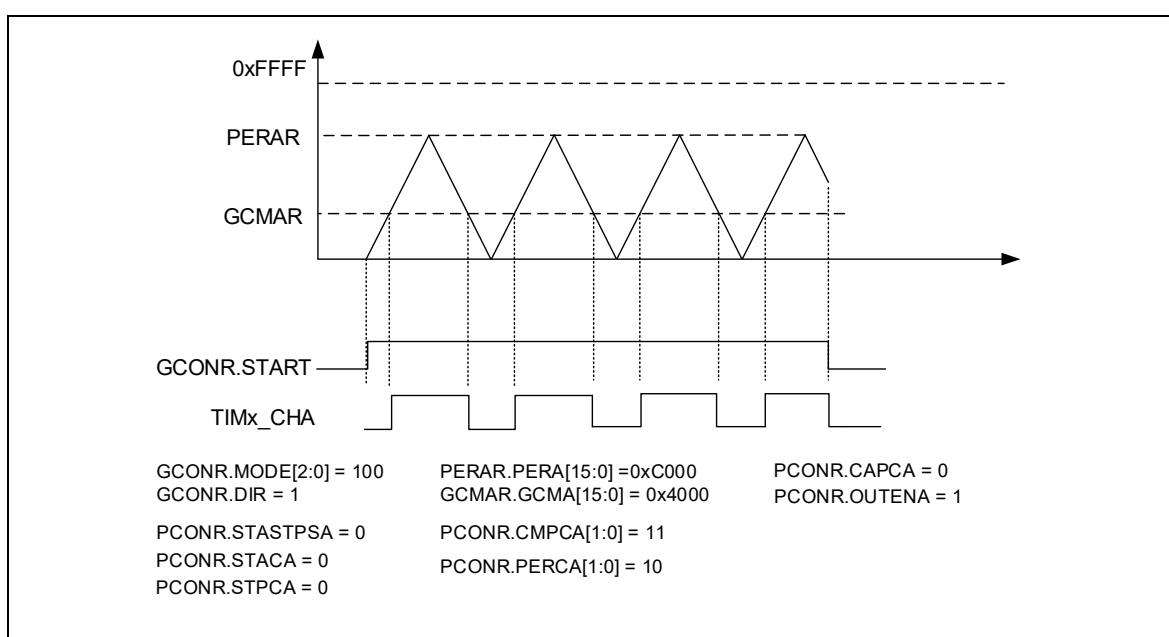 0xFFFF
PERAR
GCMAR
GCONR.START
TIMx_CHA
GCONR.MODE[2:0] = 100 PERAR.PERA[15:0] =0xC000 PCONR.CAPCA = 0
GCONR.DIR = 1 GCMAR.GCMA[15:0] = 0x4000 PCONR.OUTENA = 1
PCONR.STASTPSA = 0 PCONR.CMPCA[1:0] = 11
PCONR.STACA = 0 PCONR.PERCA[1:0] = 10
PCONR.STPCA = 0